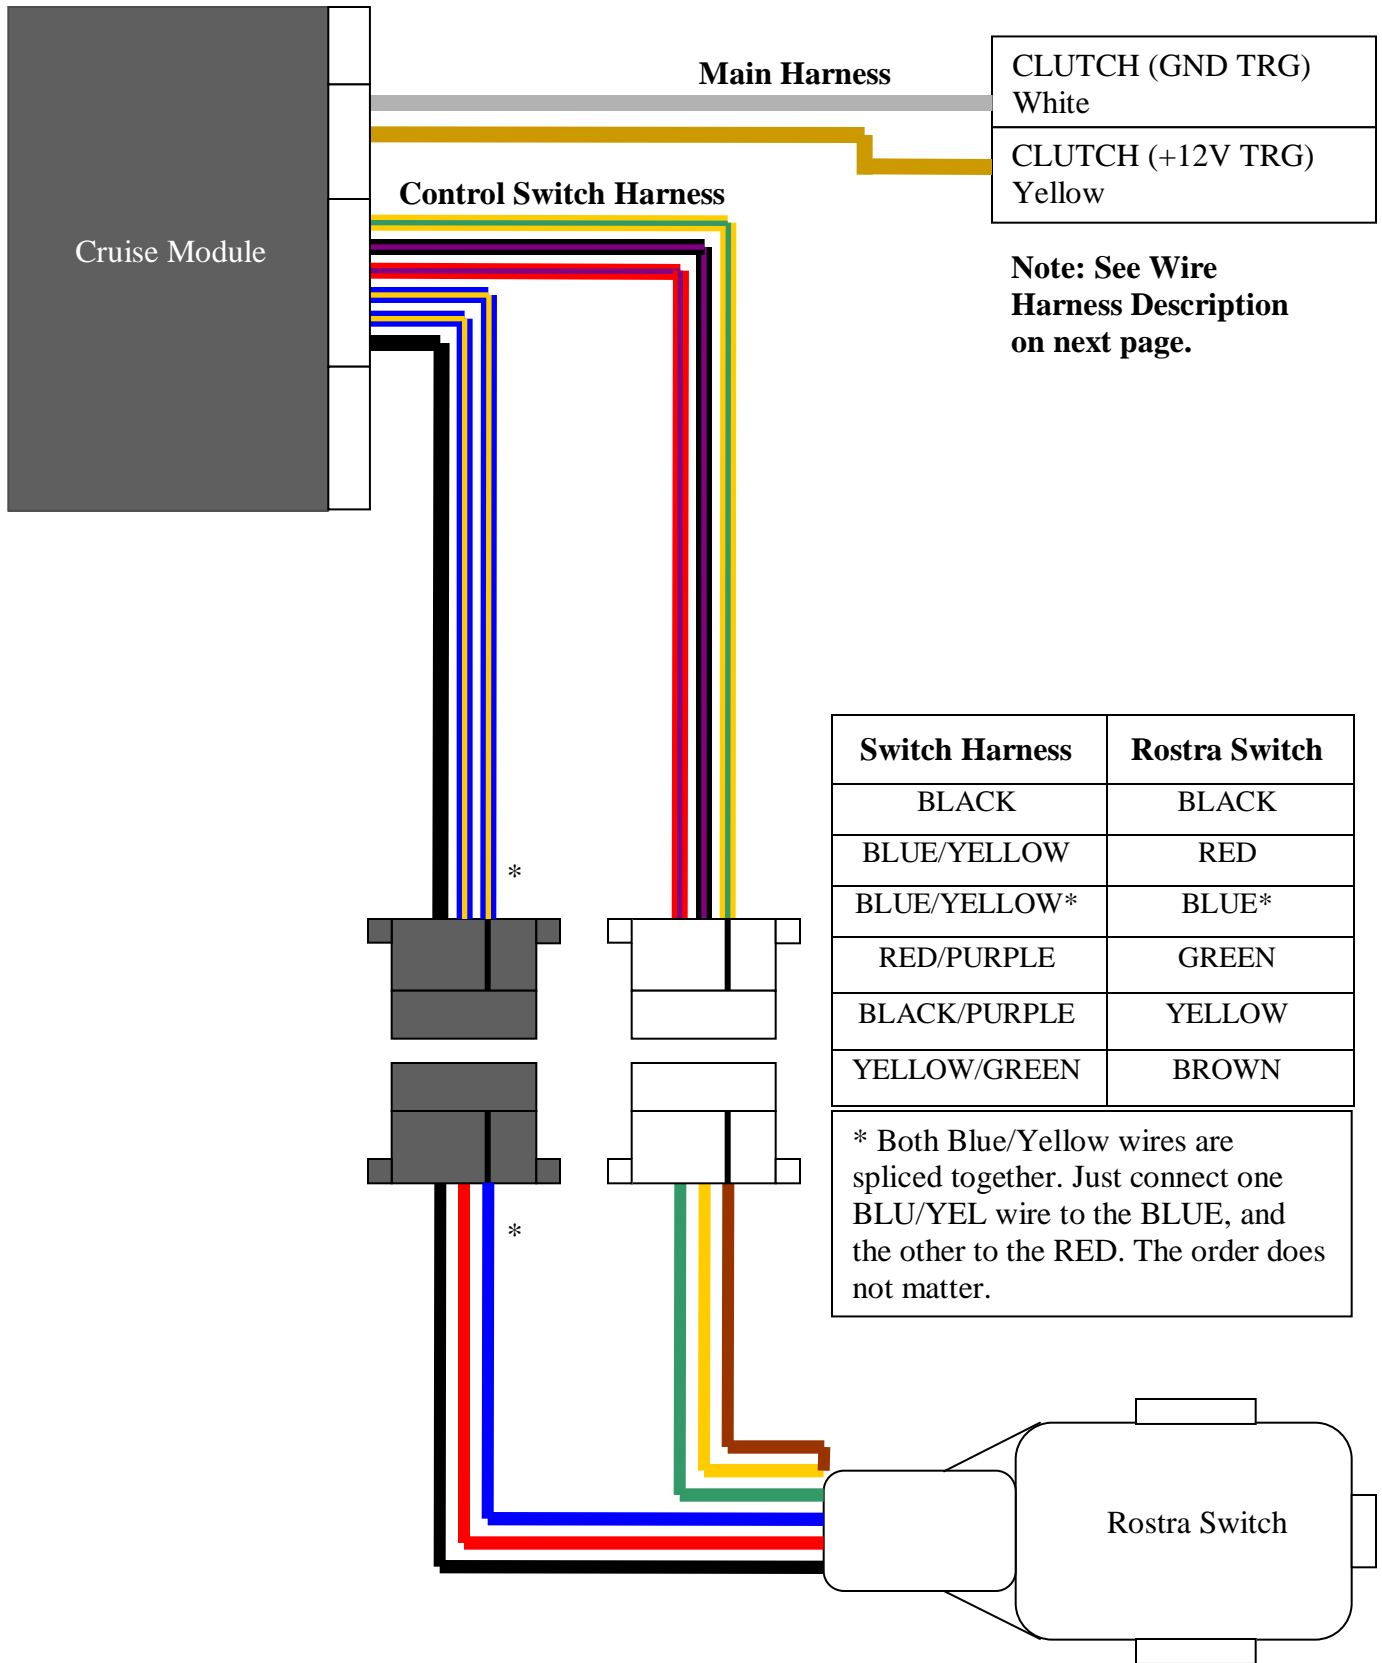 Main Harness
CLUTCH (GND TRG)
White
CLUTCH (+12V TRG)
Yellow
Control Switch Harness
Cruise Module
Note: See Wire
Harness Description
on next page.
Switch Harness Rostra Switch
BLACK BLACK
BLUE/YELLOW RED
BLUE/YELLOW* BLUE*
RED/PURPLE GREEN
BLACK/PURPLE YELLOW
YELLOW/GREEN BROWN
*
* Both Blue/Yellow wires are
spliced together. Just connect one
BLU/YEL wire to the BLUE, and
the other to the RED. The order does
not matter.
*
Rostra Switch